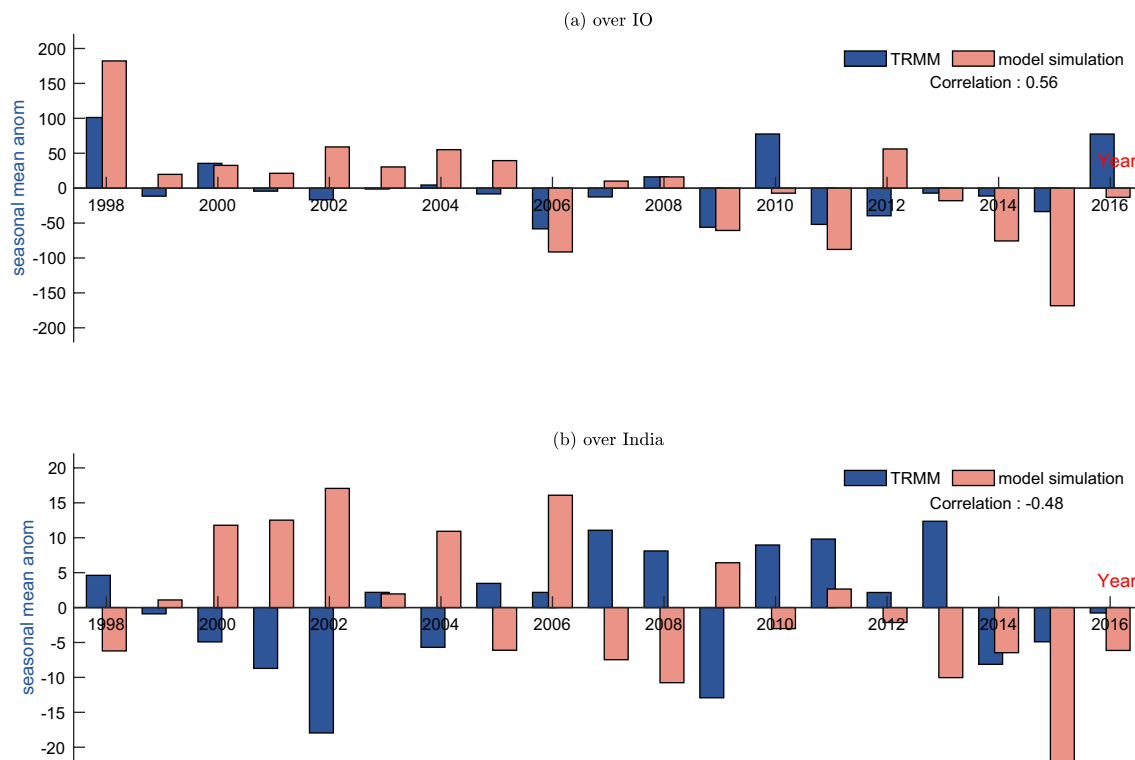 (a) over IO
200
TRMM model simulation
Correlation : 0.56
150
100
50
Year
0
1998 2000 2002 2004 2006 2008 2010 2012 2014 2016
-50
-100
-150
-200
seasonal mean anom
(b) over India
20
TRMM model simulation
Correlation : -0.48
15
10
5
Year
0
1998 2000 2002 2004 2006 2008 2010 2012 2014 2016
-5
-10
-15
-20
seasonal mean anom